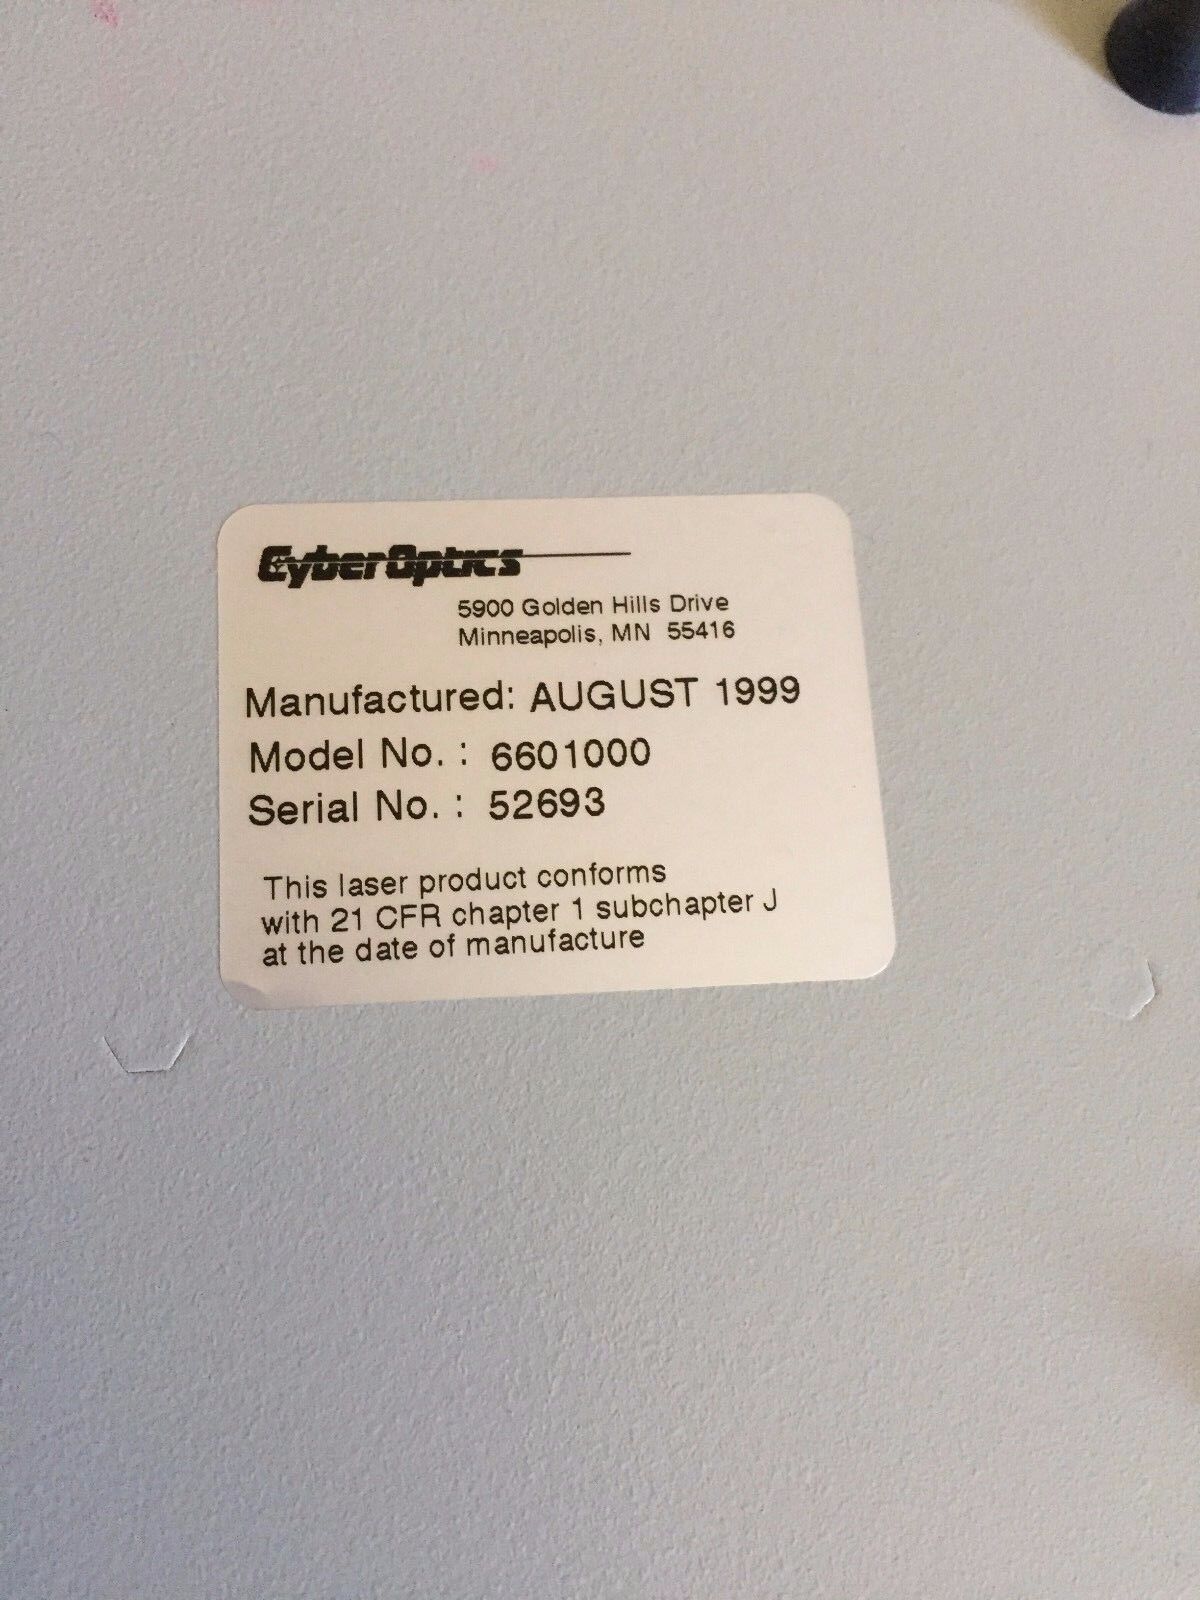 CyberOptics
5900 Golden Hills Drive
Minneapolis, MN 55416
Manufactured: AUGUST 1999
Model No. : 6601000
Serial No. : 52693
This laser product conforms
with 21 CFR chapter 1 subchapter J
at the date of manufacture